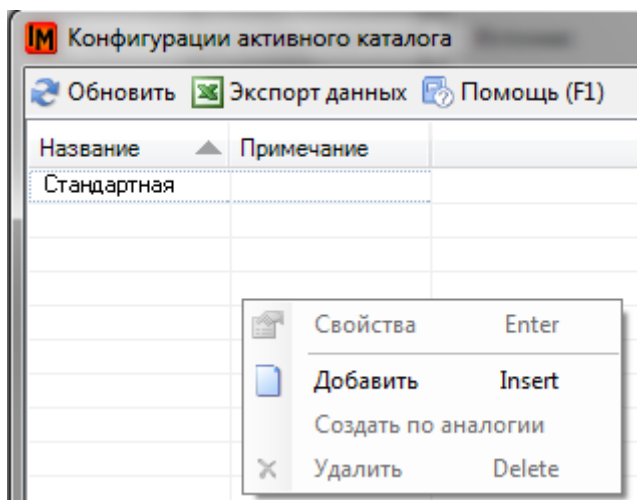 IM Конфигурации активного каталога
Обновить Экспорт данных Помощь (F1)
Название Примечание
Стандартная
Свойства Enter
Добавить Insert
Создать по аналогии
Удалить Delete